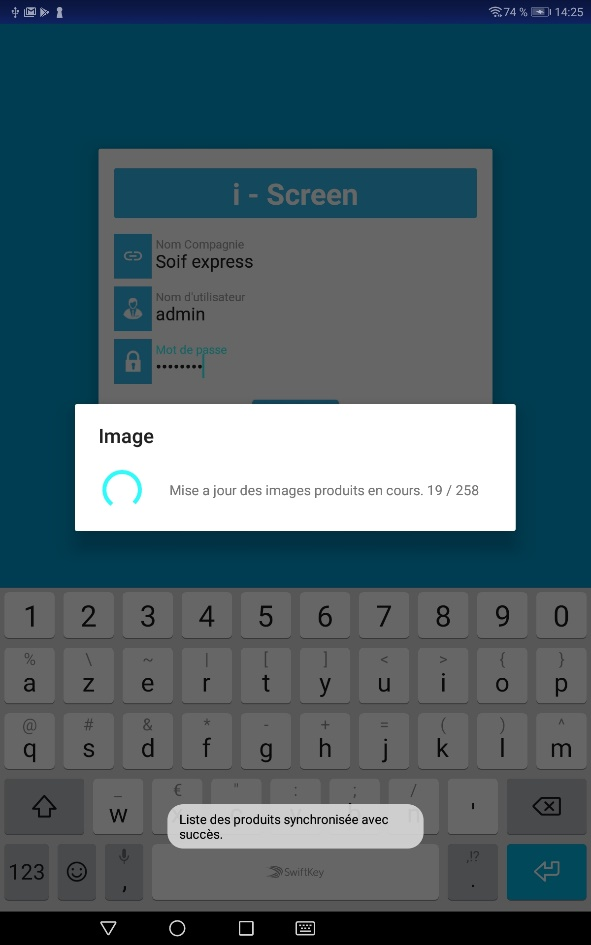 74 % 14:25
i - Screen
Nom Compagnie
Soif express
Nom d'utilisateur
admin
Mot de passe
••••••••
Image
Mise a jour des images produits en cours. 19 / 258
1 2 3 4 5 6 7 8 9 0
% \ ~ | [ ] < > { }
a z e r t y u i o p
@ # & * - + = ( ) ^
q s d f g h j k l m
_ € " : ; /
w '
Liste des produits synchronisée avec
succès.
123 , SwiftKey ,!? .